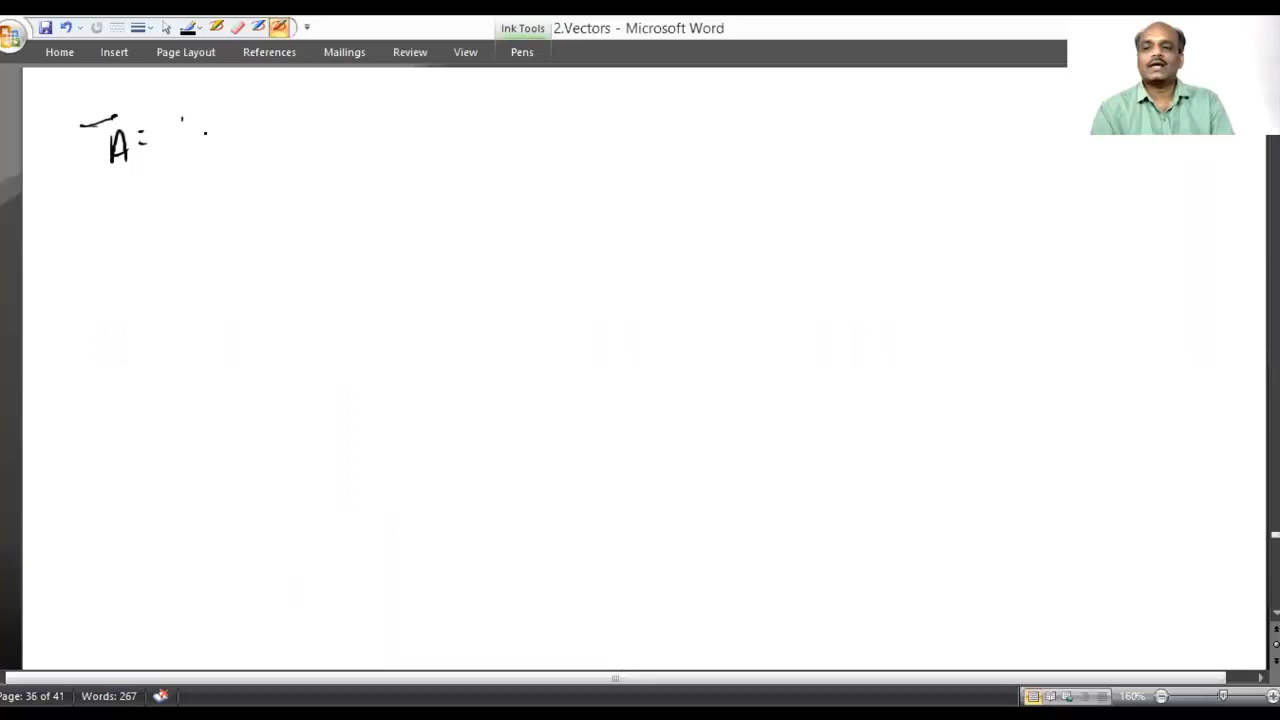 Ink Tools 2.Vectors - Microsoft Word
Home Insert Page Layout References Mailings Review View Pens
A =
Page: 36 of 41 Words: 267 160%